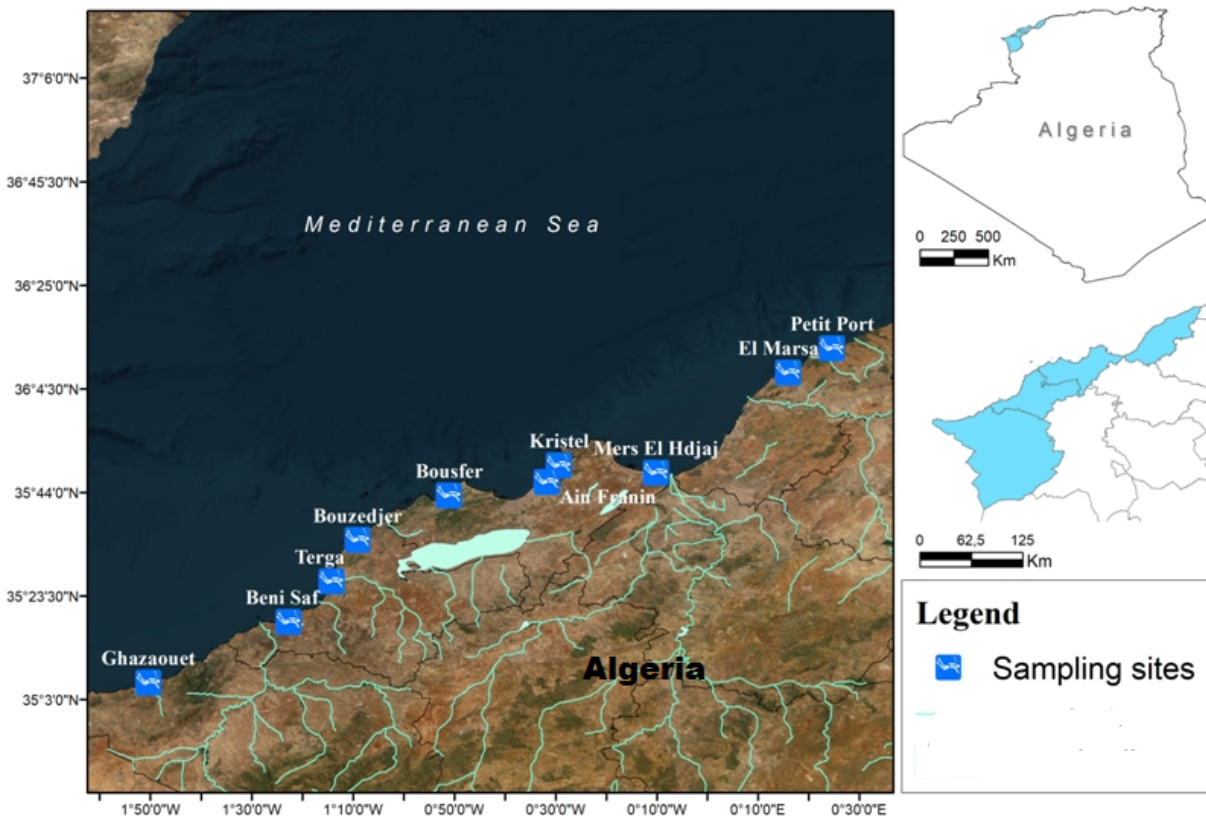 37°6'0"N
36°45'30"N
36°25'0"N
36°4'30"N
35°44'0"N
35°23'30"N
35°3'0"N
Mediterranean Sea
Petit Port
El Marsa
Kristel
Mers El Hdjaj
Bousfer
Ain Franin
Bouzedjer
Terga
Beni Saf
Ghazaouet
Algeria
1°50'0"W
1°30'0"W
1°10'0"W
0°50'0"W
0°30'0"W
0°10'0"W
0°10'0"E
0°30'0"E
Algeria
0 250 500
Km
0 62,5 125
Km
Legend
Sampling sites